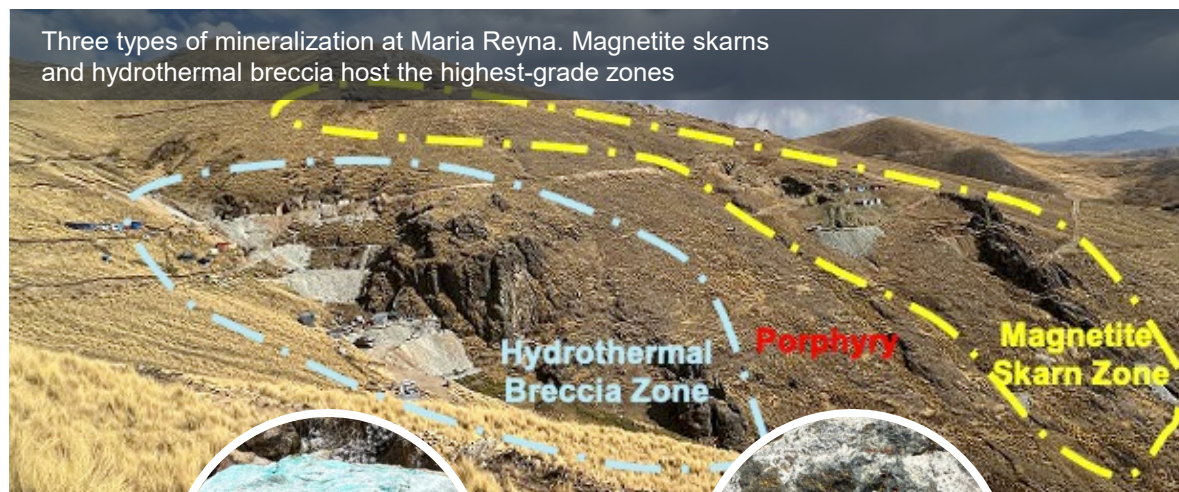 Three types of mineralization at Maria Reyna. Magnetite skarns
and hydrothermal breccia host the highest-grade zones
Hydrothermal
Breccia Zone
Porphyry
Magnetite
Skarn Zone